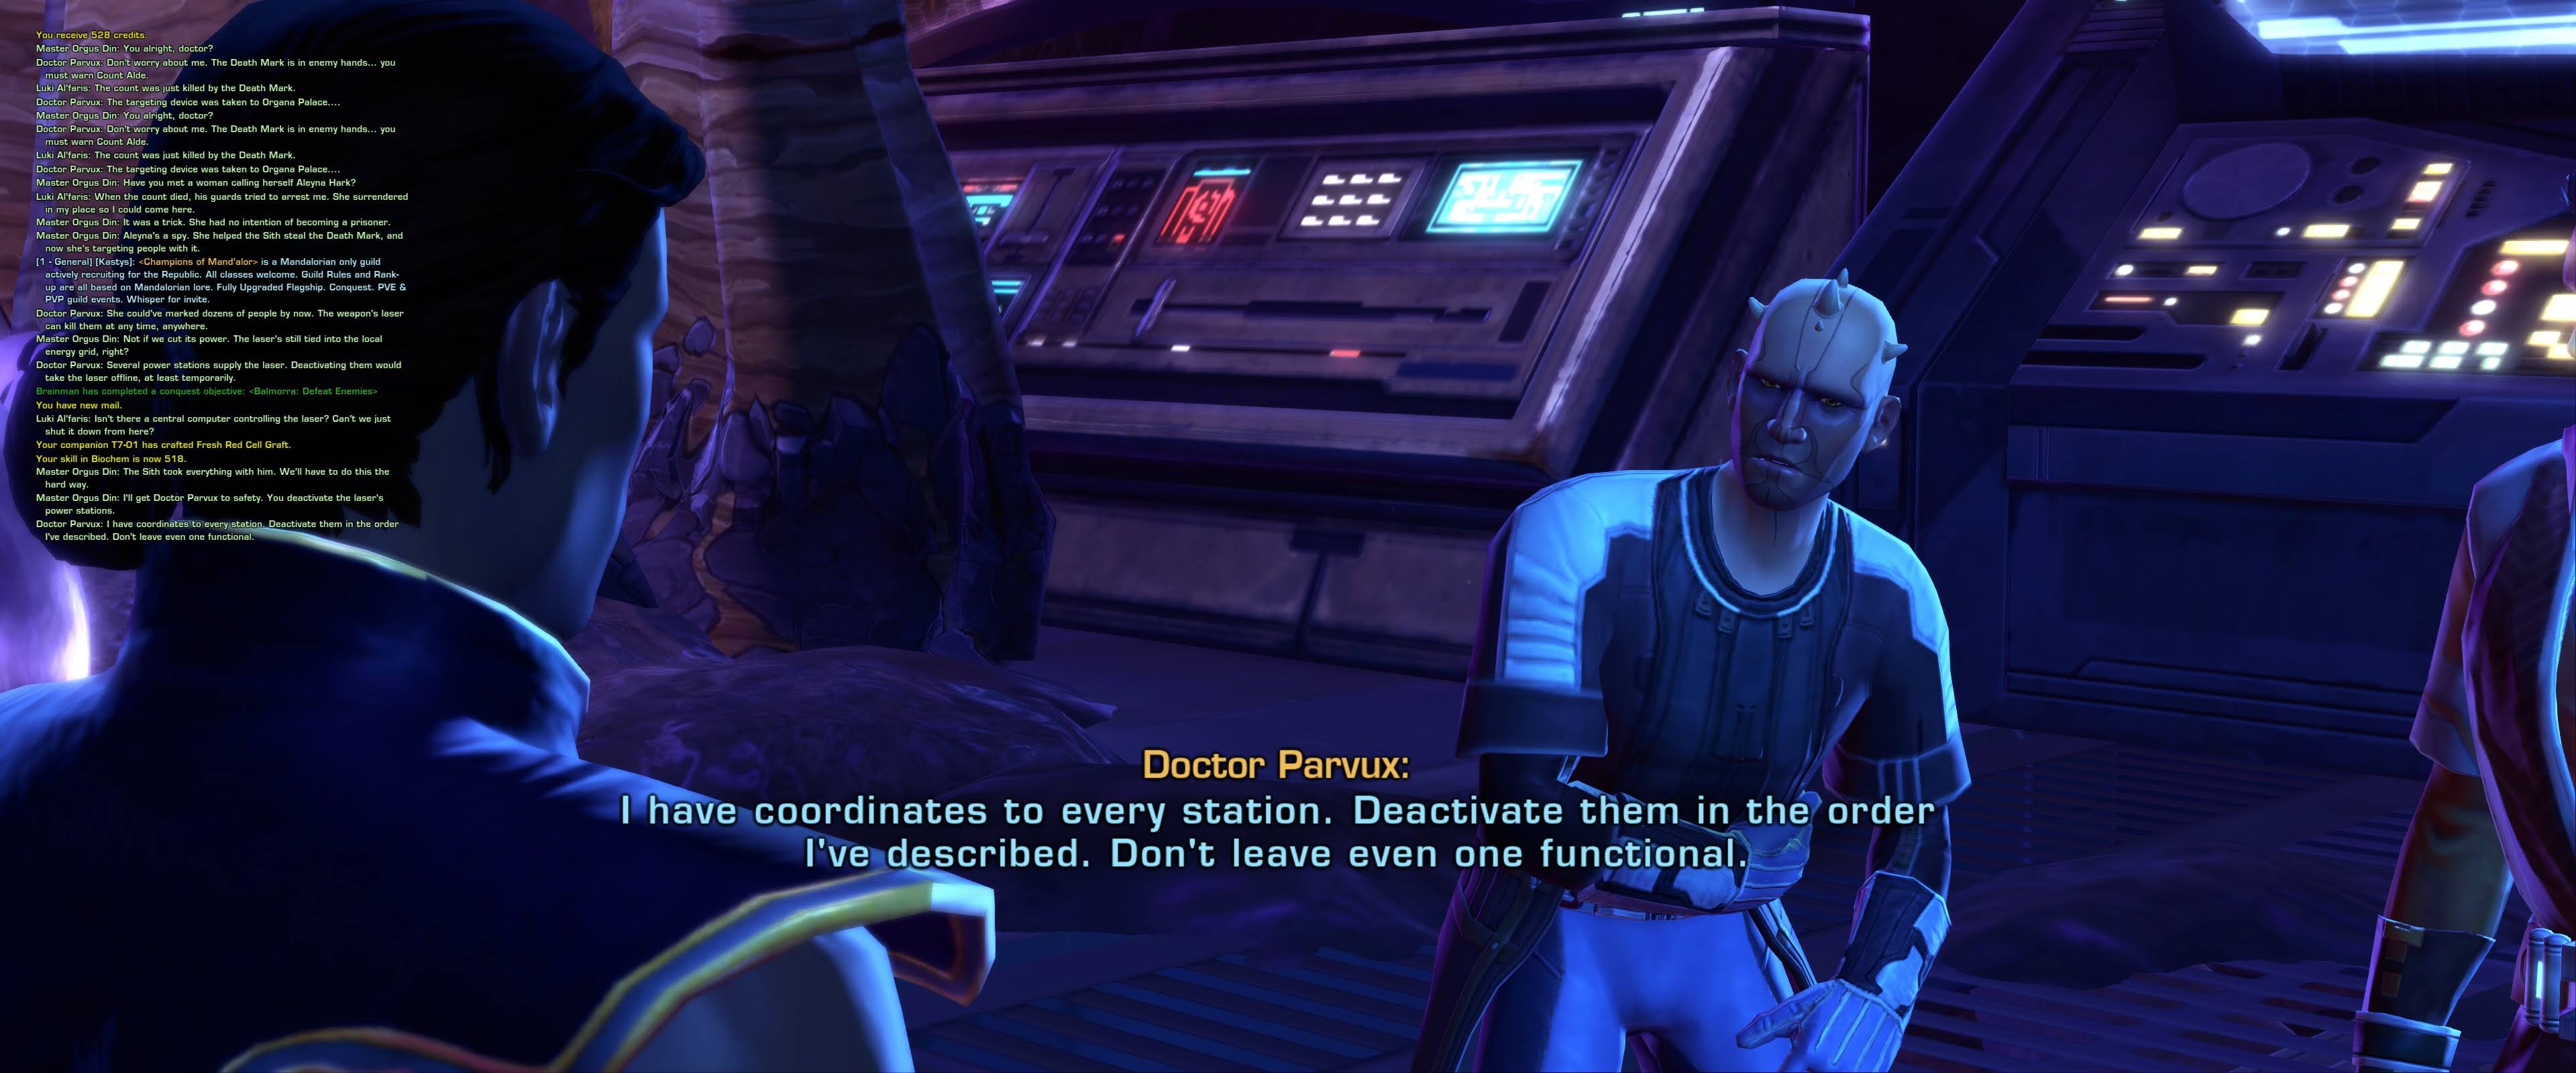 You receive 528 credits.
Master Orgus Din: You alright, doctor?
Doctor Parvux: Don't worry about me. The Death Mark is in enemy hands... you
must warn Count Alde.
Luki Al'faris: The count was just killed by the Death Mark.
Doctor Parvux: The targeting device was taken to Organa Palace....
Master Orgus Din: You alright, doctor?
Doctor Parvux: Don't worry about me. The Death Mark is in enemy hands... you
must warn Count Alde.
Luki Al'faris: The count was just killed by the Death Mark.
Doctor Parvux: The targeting device was taken to Organa Palace....
Master Orgus Din: Have you met a woman calling herself Aleyna Hark?
Luki Al'faris: When the count died, his guards tried to arrest me. She surrendered
in my place so I could come here.
Master Orgus Din: It was a trick. She had no intention of becoming a prisoner.
Master Orgus Din: Aleyna's a spy. She helped the Sith steal the Death Mark, and
now she's targeting people with it.
[1 - General] [Kastys]: <Champions of Mand'alor> is a Mandalorian only guild
actively recruiting for the Republic. All classes welcome. Guild Rules and Rank-
up are all based on Mandalorian lore. Fully Upgraded Flagship. Conquest. PVE &
PVP guild events. Whisper for invite.
Doctor Parvux: She could've marked dozens of people by now. The weapon's laser
can kill them at any time, anywhere.
Master Orgus Din: Not if we cut its power. The laser's still tied into the local
energy grid, right?
Doctor Parvux: Several power stations supply the laser. Deactivating them would
take the laser offline, at least temporarily.
Brainman has completed a conquest objective: <Balmorra: Defeat Enemies>
You have new mail.
Luki Al'faris: Isn't there a central computer controlling the laser? Can't we just
shut it down from here?
Your companion T7-O1 has crafted Fresh Red Cell Graft.
Your skill in Biochem is now 518.
Master Orgus Din: The Sith took everything with him. We'll have to do this the
hard way.
Master Orgus Din: I'll get Doctor Parvux to safety. You deactivate the laser's
power stations.
Doctor Parvux: I have coordinates to every station. Deactivate them in the order
I've described. Don't leave even one functional.
Doctor Parvux:
I have coordinates to every station. Deactivate them in the order
I've described. Don't leave even one functional.